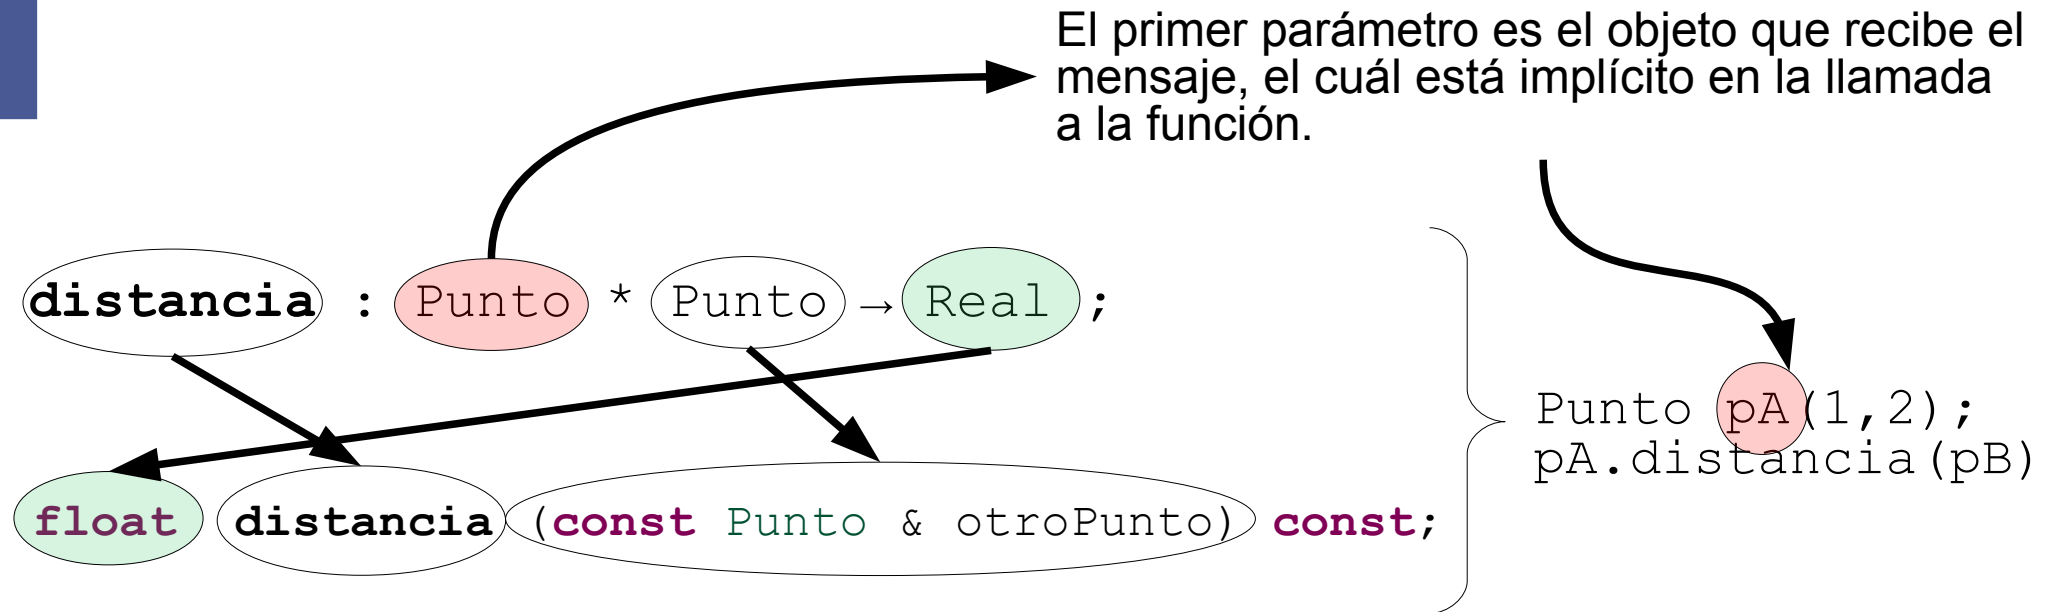 El primer parámetro es el objeto que recibe el
mensaje, el cuál está implícito en la llamada
a la función.
distancia : Punto * Punto → Real ;
float distancia (const Punto & otroPunto) const;
Punto pA(1,2);
pA.distancia(pB)